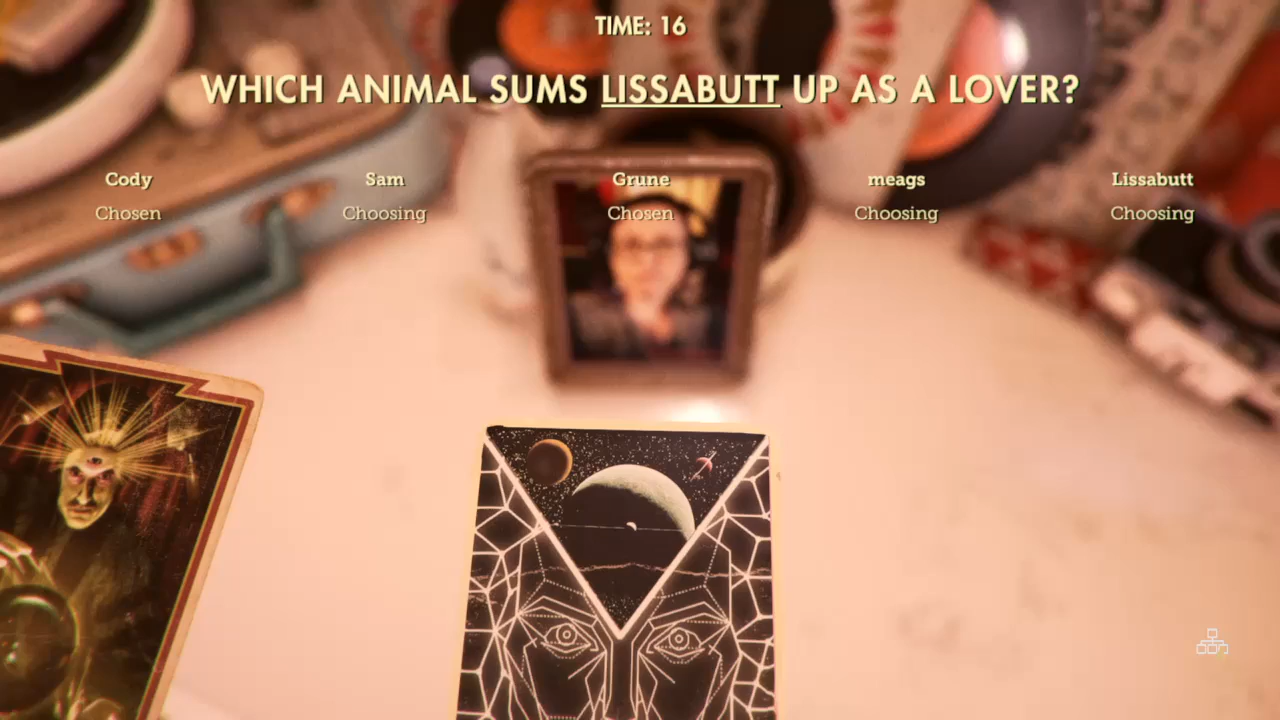 TIME: 16
WHICH ANIMAL SUMS LISSABUTT UP AS A LOVER?
Cody Sam Grune meags Lissabutt
Chosen Choosing Chosen Choosing Choosing